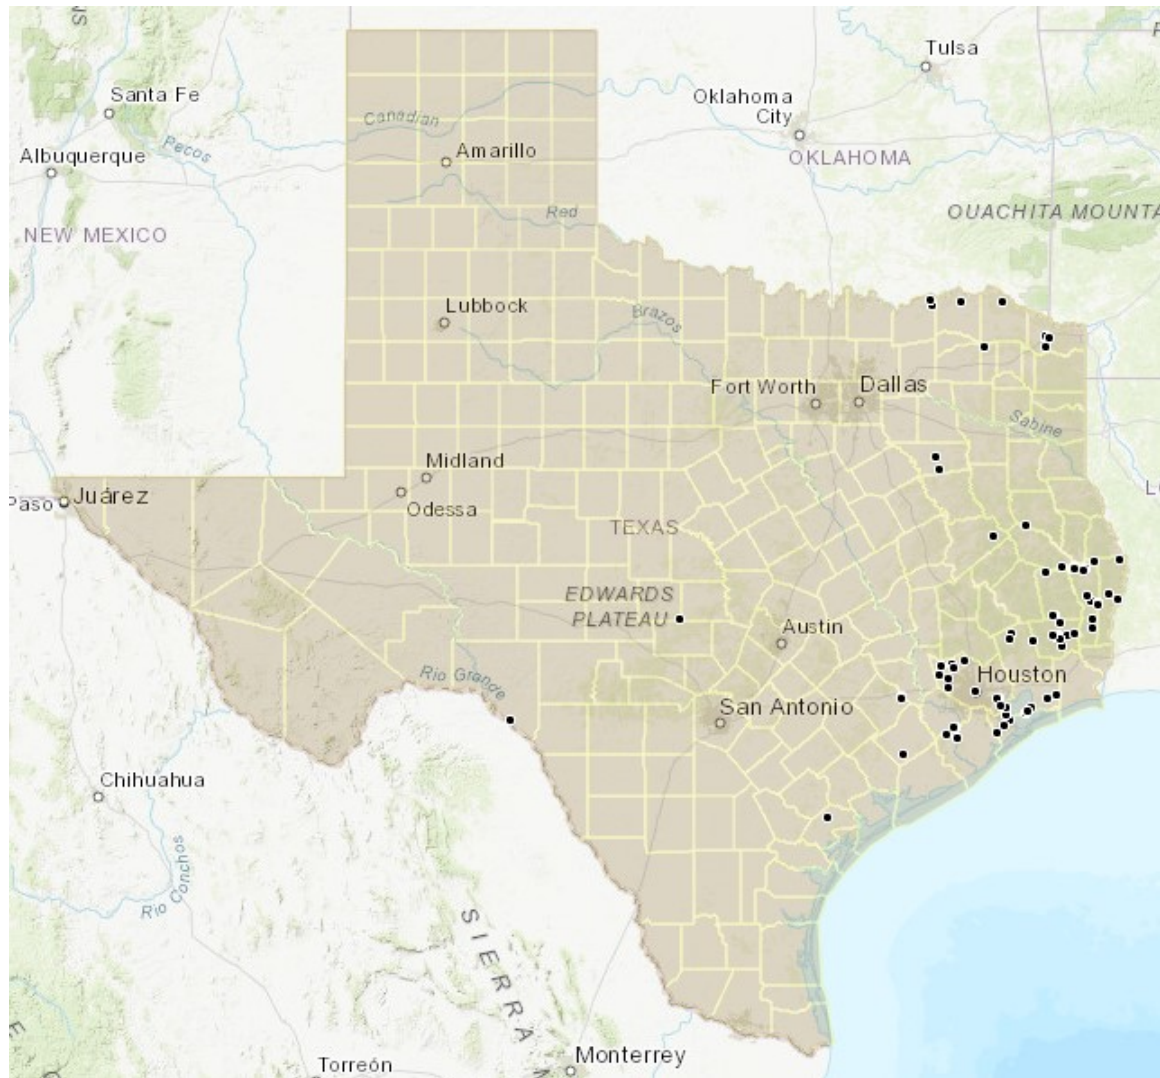 Tulsa
Santa Fe
Oklahoma
City
Canadian
Pecos
Amarillo
Albuquerque
OKLAHOMA
Red
OUACHITA MOUNTA
NEW MEXICO
Lubbock
Brazos
Fort Worth
Dallas
Sabine
Midland
Paso
Juárez
Odessa
TEXAS
EDWARDS
PLATEAU
Austin
Rio Grande
Houston
San Antonio
Chihuahua
Rio Conchos
SIERRA
Monterrey
Torreón